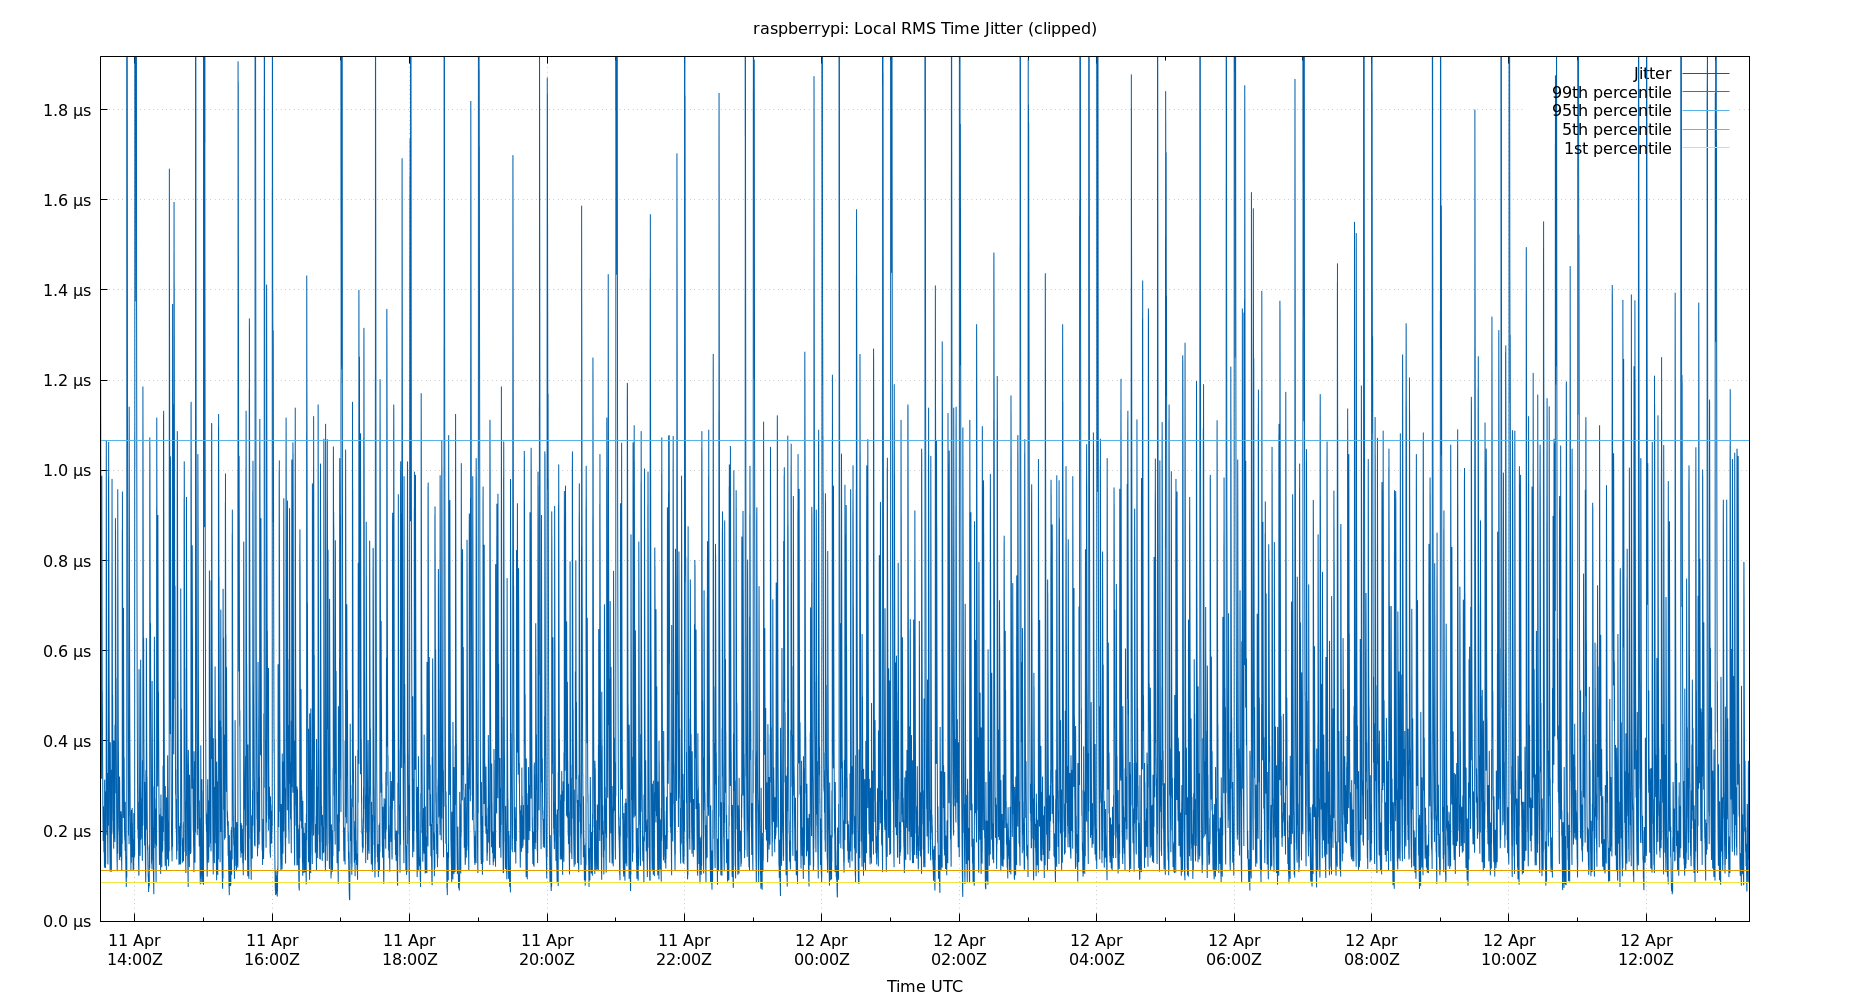 raspberrypi: Local RMS Time Jitter (clipped)
Jitter
99th percentile
95th percentile
5th percentile
1st percentile
1.8 µs
1.6 µs
1.4 µs
1.2 µs
1.0 µs
0.8 µs
0.6 µs
0.4 µs
0.2 µs
0.0 µs
11 Apr 11 Apr 11 Apr 11 Apr 11 Apr 12 Apr 12 Apr 12 Apr 12 Apr 12 Apr 12 Apr 12 Apr
14:00Z 16:00Z 18:00Z 20:00Z 22:00Z 00:00Z 02:00Z 04:00Z 06:00Z 08:00Z 10:00Z 12:00Z
Time UTC